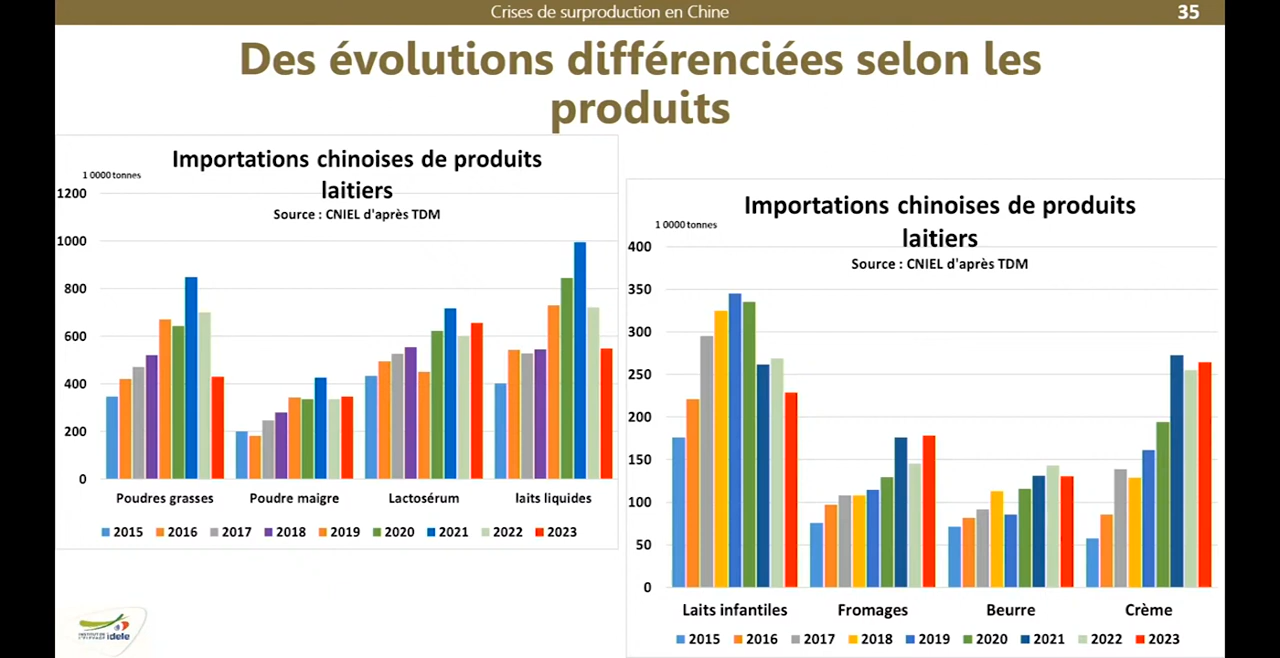 Crises de surproduction en Chine
35
Des évolutions différenciées selon les
produits
Importations chinoises de produits
laitiers
Source : CNIEL d'après TDM
1 0000 tonnes
1200
1000
800
600
400
200
0
Poudres grasses Poudre maigre Lactosérum laits liquides
2015 2016 2017 2018 2019 2020 2021 2022 2023
Importations chinoises de produits
laitiers
Source : CNIEL d'après TDM
1 0000 tonnes
400
350
300
250
200
150
100
50
0
Laits infantiles Fromages Beurre Crème
2015 2016 2017 2018 2019 2020 2021 2022 2023
INSTITUT DE
L'ELEVAGE idele